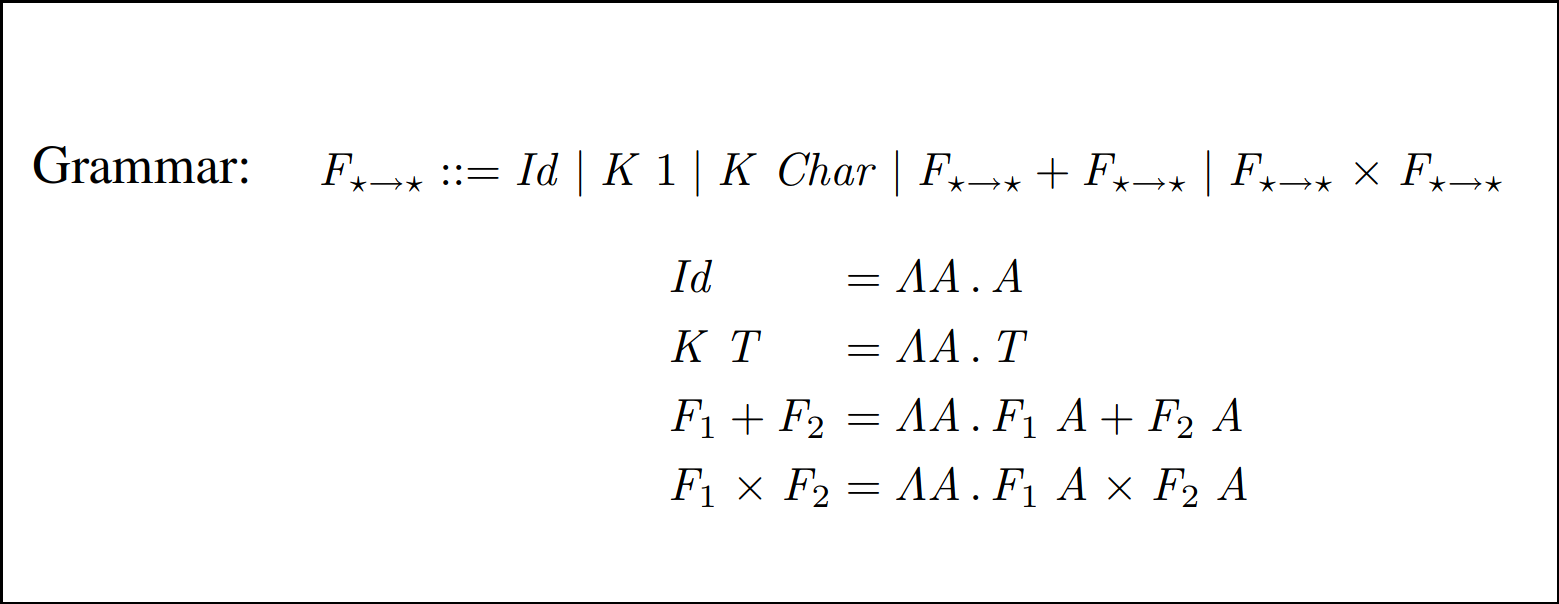 Grammar: F⋆→⋆ ::= Id | K 1 | K Char | F⋆→⋆ + F⋆→⋆ | F⋆→⋆ × F⋆→⋆
Id = ΛA . A
K T = ΛA . T
F₁ + F₂ = ΛA . F₁ A + F₂ A
F₁ × F₂ = ΛA . F₁ A × F₂ A